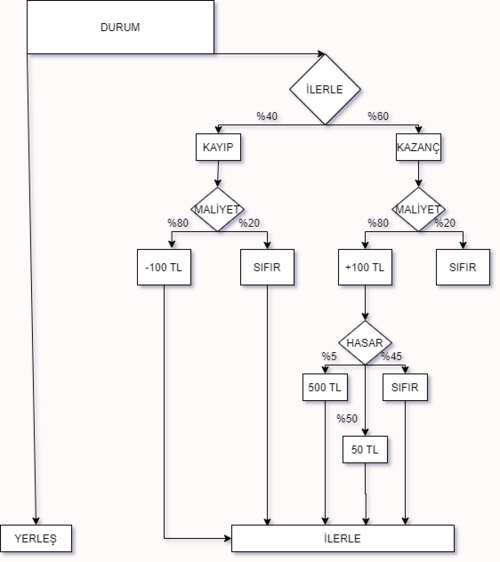 DURUM
İLERLE
%40
%60
KAYIP
KAZANÇ
MALİYET
MALİYET
%80
%20
%80
%20
-100 TL
SIFIR
+100 TL
SIFIR
HASAR
%5
%45
500 TL
SIFIR
%50
50 TL
YERLEŞ
İLERLE